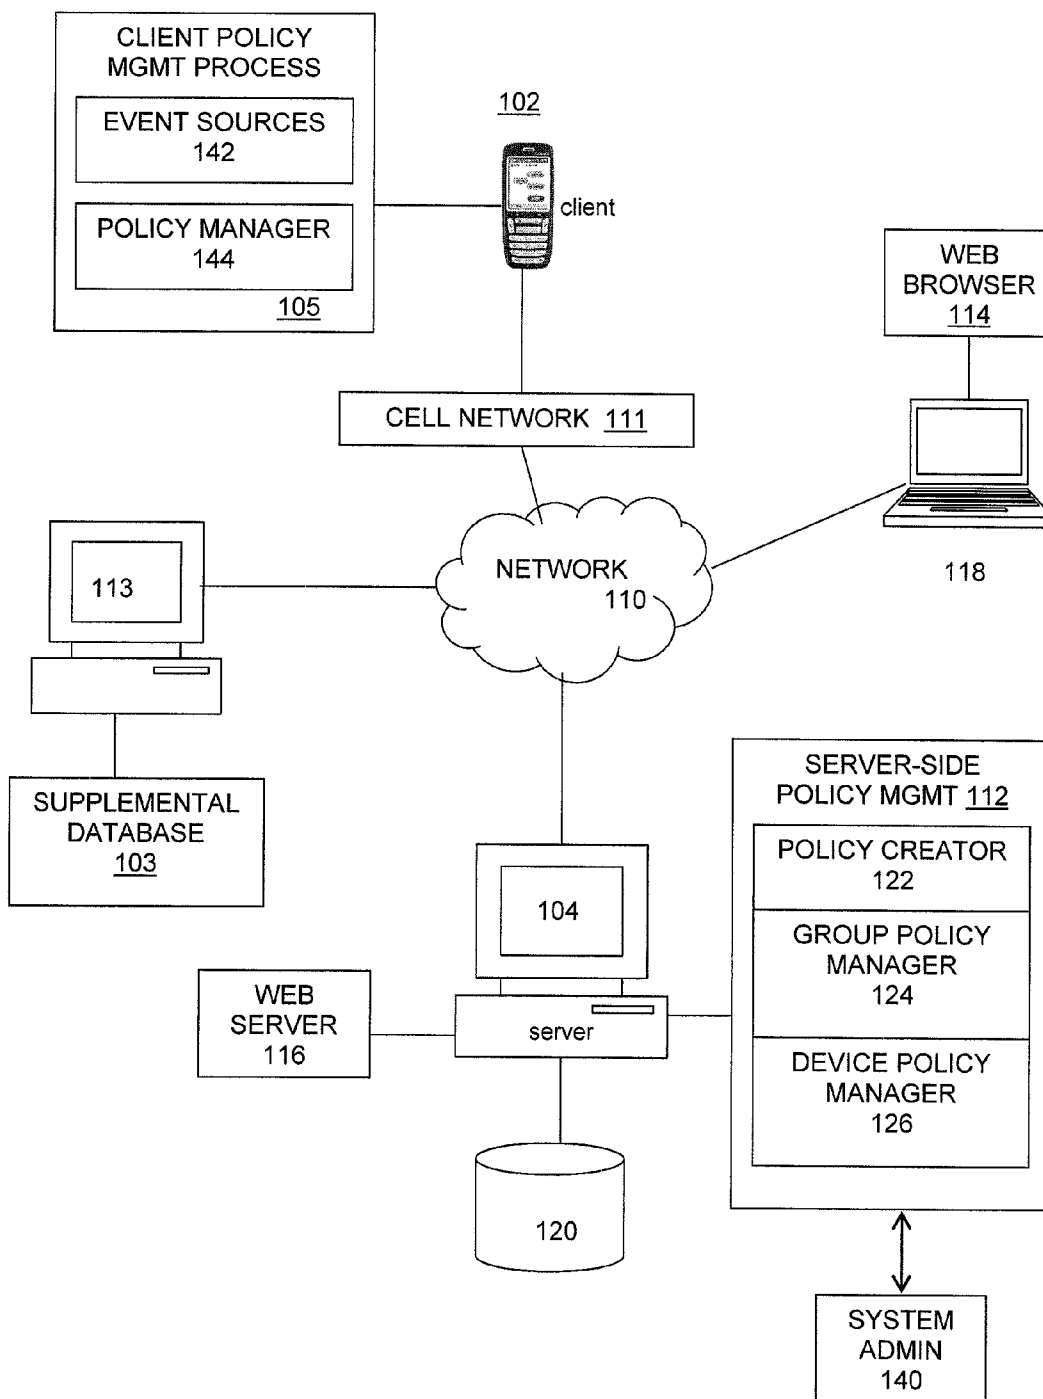 CLIENT POLICY
MGMT PROCESS
EVENT SOURCES
142
POLICY MANAGER
144
105
102
client
WEB
BROWSER
114
CELL NETWORK 111
NETWORK
110
118
113
SUPPLEMENTAL
DATABASE
103
SERVER-SIDE
POLICY MGMT 112
POLICY CREATOR
122
GROUP POLICY
MANAGER
124
DEVICE POLICY
MANAGER
126
104
server
WEB
SERVER
116
120
SYSTEM
ADMIN
140